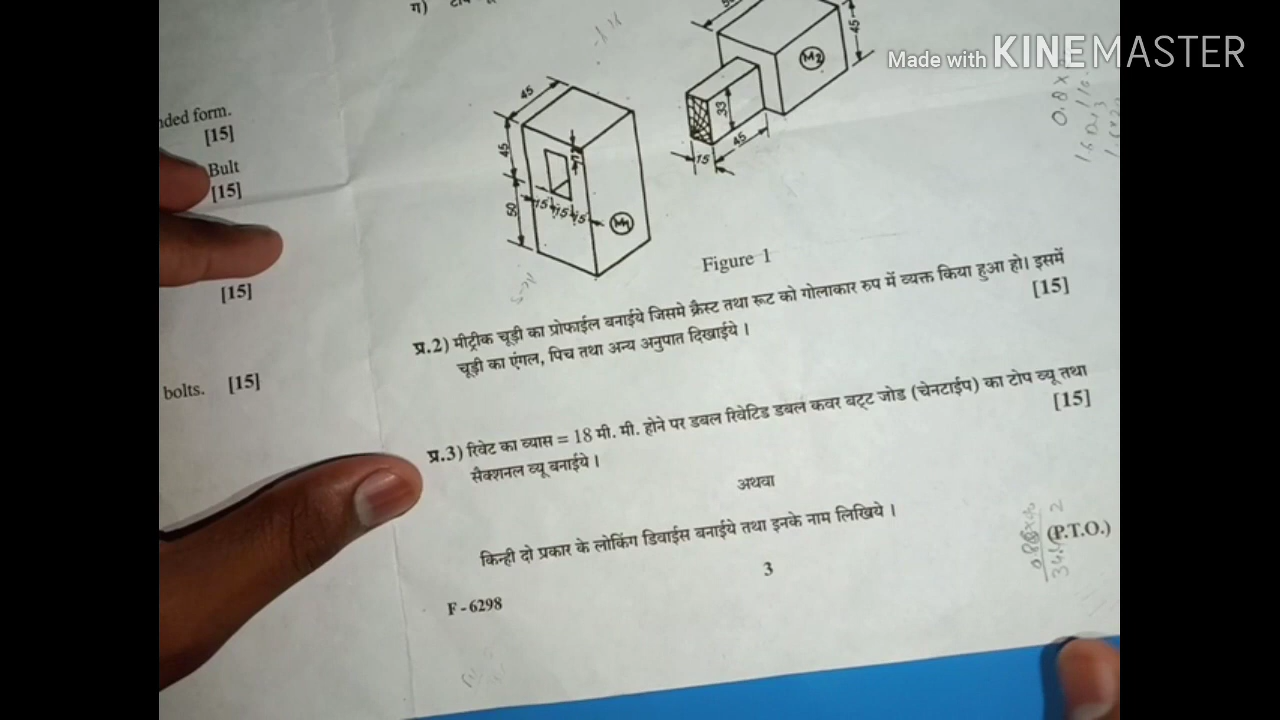 Made with KINEMASTER
nded form.
[15]
Bult
[15]
[15]
bolts. [15]
ग)
45
45
50
15 15 15
M1
45
M2
33
45
15
Figure 1
प्र.2) मीट्रीक चूड़ी का प्रोफाईल बनाईये जिसमे क्रैस्ट तथा रूट को गोलाकार रुप में व्यक्त किया हुआ हो। इसमें
चूड़ी का एंगल, पिच तथा अन्य अनुपात दिखाईये ।
[15]
प्र.3) रिवेट का व्यास = 18 मी. मी. होने पर डबल रिवेटिड डबल कवर बट्ट जोड (चेनटाईप) का टोप व्यू तथा
सैक्शनल व्यू बनाईये ।
[15]
अथवा
किन्ही दो प्रकार के लोकिंग डिवाईस बनाईये तथा इनके नाम लिखिये ।
(P.T.O.)
3
F - 6298